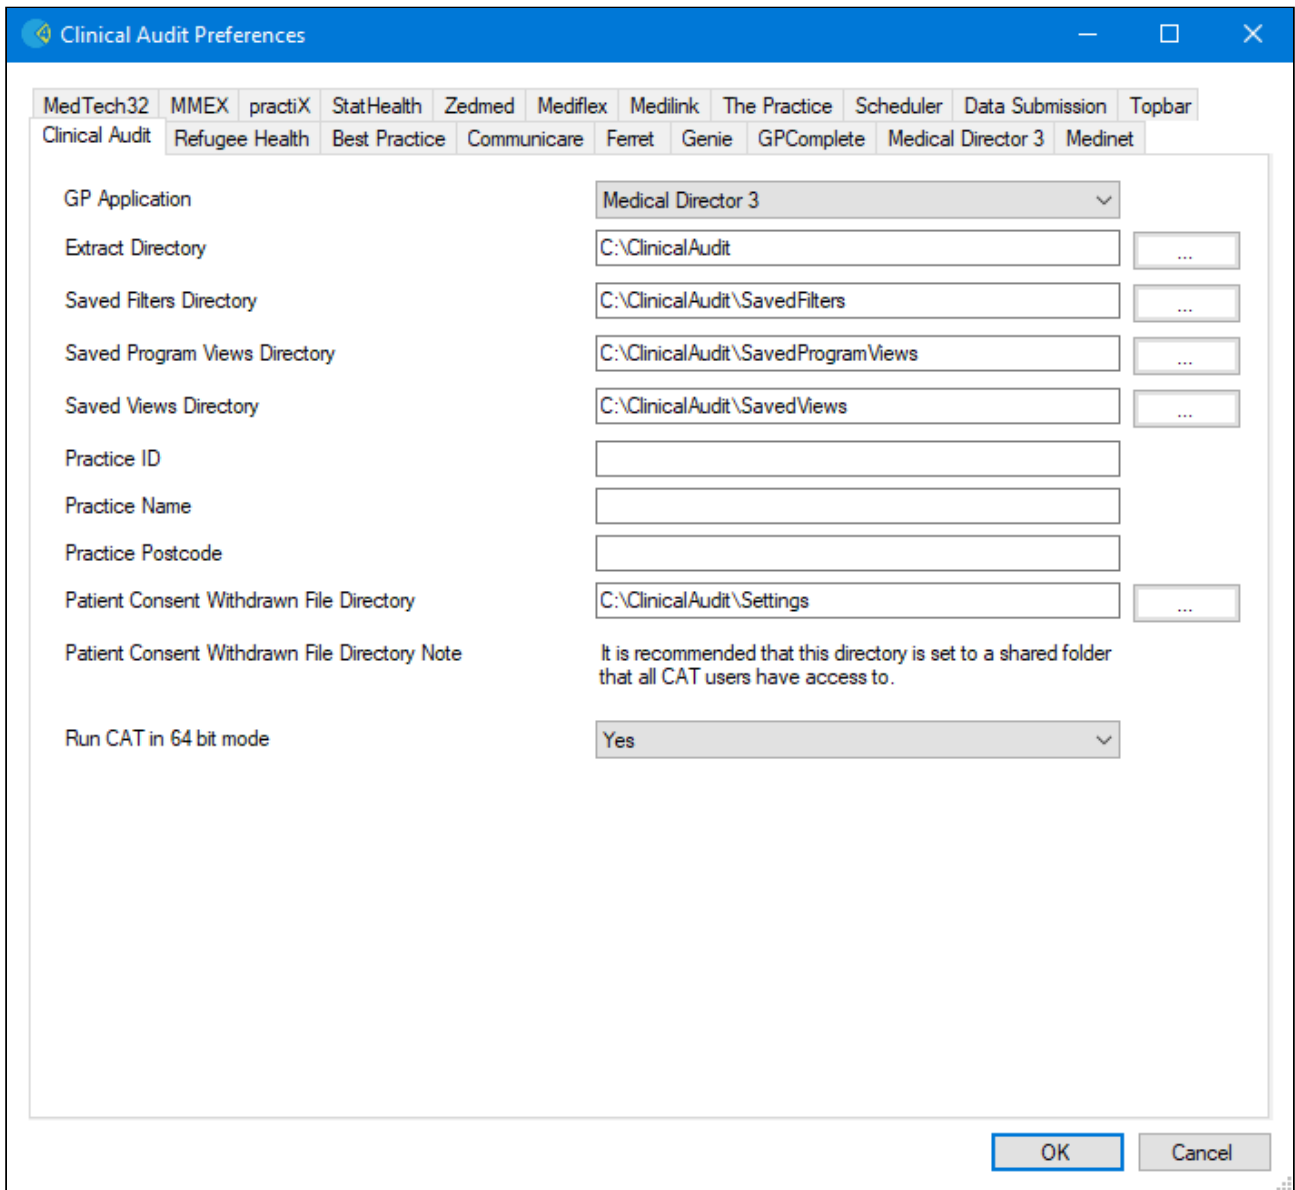 Clinical Audit Preferences
MedTech32 MMEX practiX StatHealth Zedmed Mediflex Medilink The Practice Scheduler Data Submission Topbar
Clinical Audit Refugee Health Best Practice Communicare Ferret Genie GPComplete Medical Director 3 Medinet
GP Application Medical Director 3
Extract Directory C:\ClinicalAudit ...
Saved Filters Directory C:\ClinicalAudit\SavedFilters ...
Saved Program Views Directory C:\ClinicalAudit\SavedProgramViews ...
Saved Views Directory C:\ClinicalAudit\SavedViews ...
Practice ID
Practice Name
Practice Postcode
Patient Consent Withdrawn File Directory C:\ClinicalAudit\Settings ...
Patient Consent Withdrawn File Directory Note It is recommended that this directory is set to a shared folder
that all CAT users have access to.
Run CAT in 64 bit mode Yes
OK Cancel